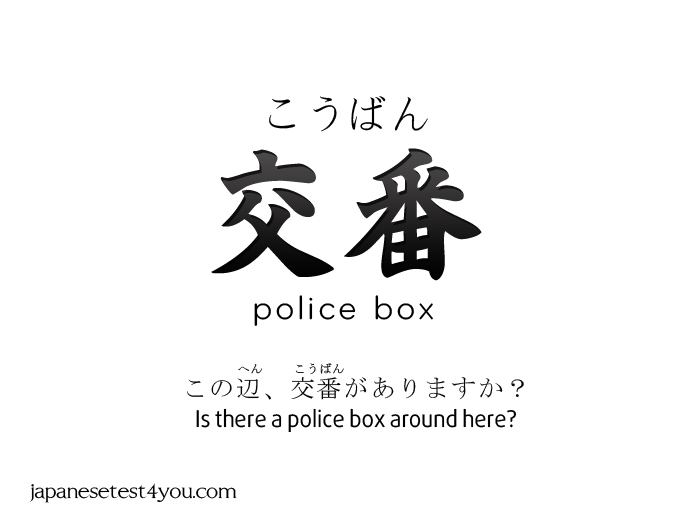 こうばん
交番
police box
へん こうばん
この辺、交番がありますか？
Is there a police box around here?
japanesetest4you.com